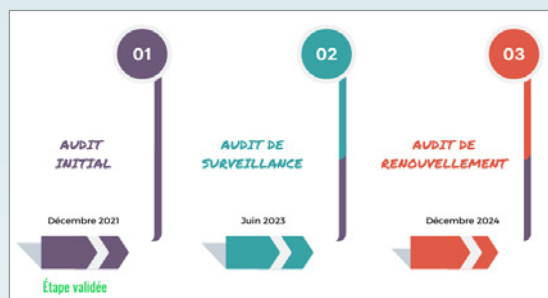 01
AUDIT
INITIAL
Décembre 2021
Étape validée
02
AUDIT DE
SURVEILLANCE
Juin 2023
03
AUDIT DE
RENOUVELLEMENT
Décembre 2024